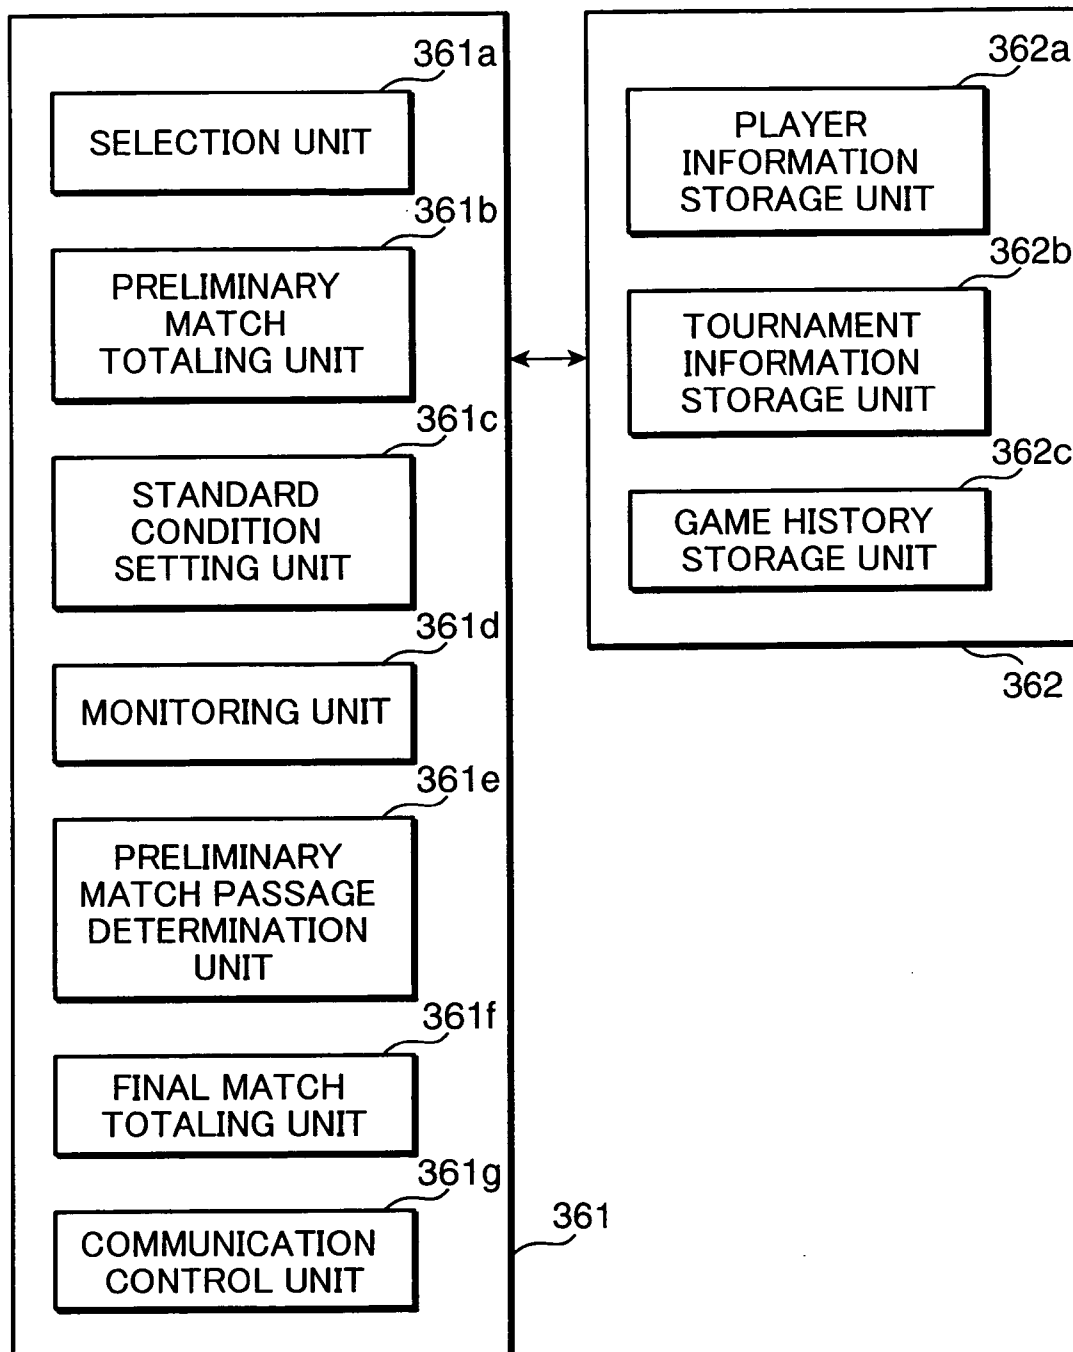 361a
SELECTION UNIT
361b
PRELIMINARY
MATCH
TOTALING UNIT
361c
STANDARD
CONDITION
SETTING UNIT
361d
MONITORING UNIT
361e
PRELIMINARY
MATCH PASSAGE
DETERMINATION
UNIT
361f
FINAL MATCH
TOTALING UNIT
361g
COMMUNICATION
CONTROL UNIT
361
362a
PLAYER
INFORMATION
STORAGE UNIT
362b
TOURNAMENT
INFORMATION
STORAGE UNIT
362c
GAME HISTORY
STORAGE UNIT
362